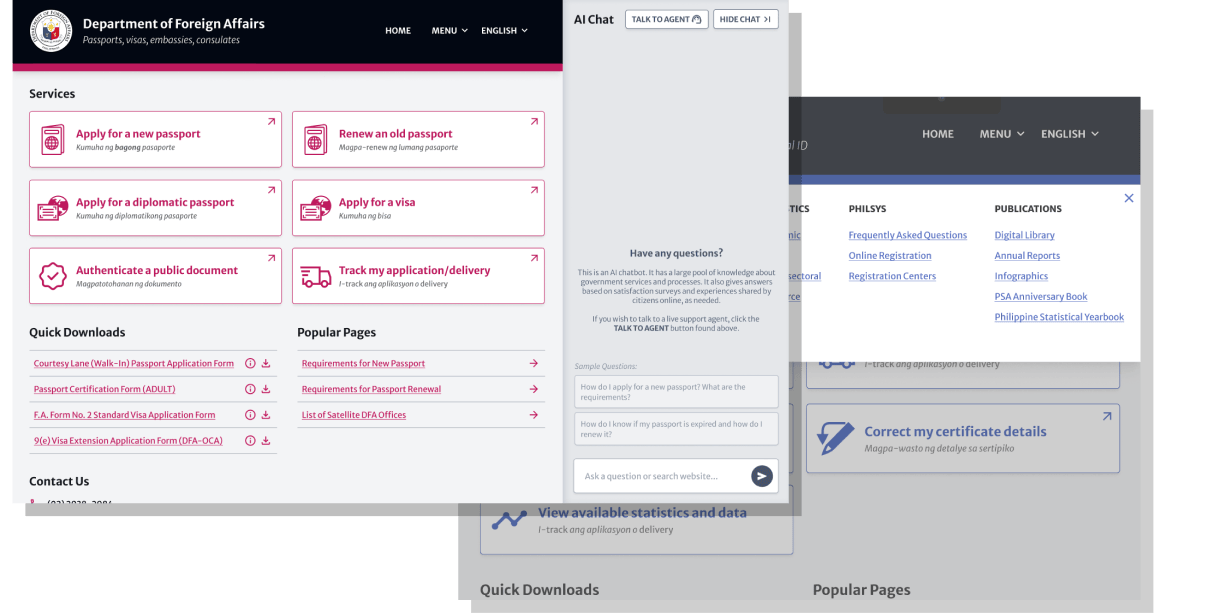 Department of Foreign Affairs
Passports, visas, embassies, consulates
HOME
MENU
ENGLISH
Services
Apply for a new passport
Kumuha ng bagong pasaporte
Renew an old passport
Magpa-renew ng lumang pasaporte
Apply for a diplomatic passport
Kumuha ng diplomatikang pasaporte
Apply for a visa
Kumuha ng bisa
Authenticate a public document
Magpatotohanan ng dokumento
Track my application/delivery
I-track ang aplikasyon o delivery
Quick Downloads
Courtesy Lane (Walk-In) Passport Application Form
Passport Certification Form (ADULT)
F.A. Form No. 2 Standard Visa Application Form
9(e) Visa Extension Application Form (DFA-OCA)
Popular Pages
Requirements for New Passport
Requirements for Passport Renewal
List of Satellite DFA Offices
Contact Us
AI Chat
TALK TO AGENT
HIDE CHAT
Have any questions?
This is an AI chatbot. It has a large pool of knowledge about
government services and processes. It also gives answers
based on satisfaction surveys and experiences shared by
citizens online, as needed.
If you wish to talk to a live support agent, click the
TALK TO AGENT button found above.
Sample Questions:
How do I apply for a new passport? What are the
requirements?
How do I know if my passport is expired and how do I
renew it?
Ask a question or search website...
ID
HOME
MENU
ENGLISH
PHILSYS
Frequently Asked Questions
Online Registration
Registration Centers
PUBLICATIONS
Digital Library
Annual Reports
Infographics
PSA Anniversary Book
Philippine Statistical Yearbook
I-track ang aplikasyon o delivery
Correct my certificate details
Magpa-wasto ng detalye sa sertipiko
View available statistics and data
I-track ang aplikasyon o delivery
Quick Downloads
Popular Pages